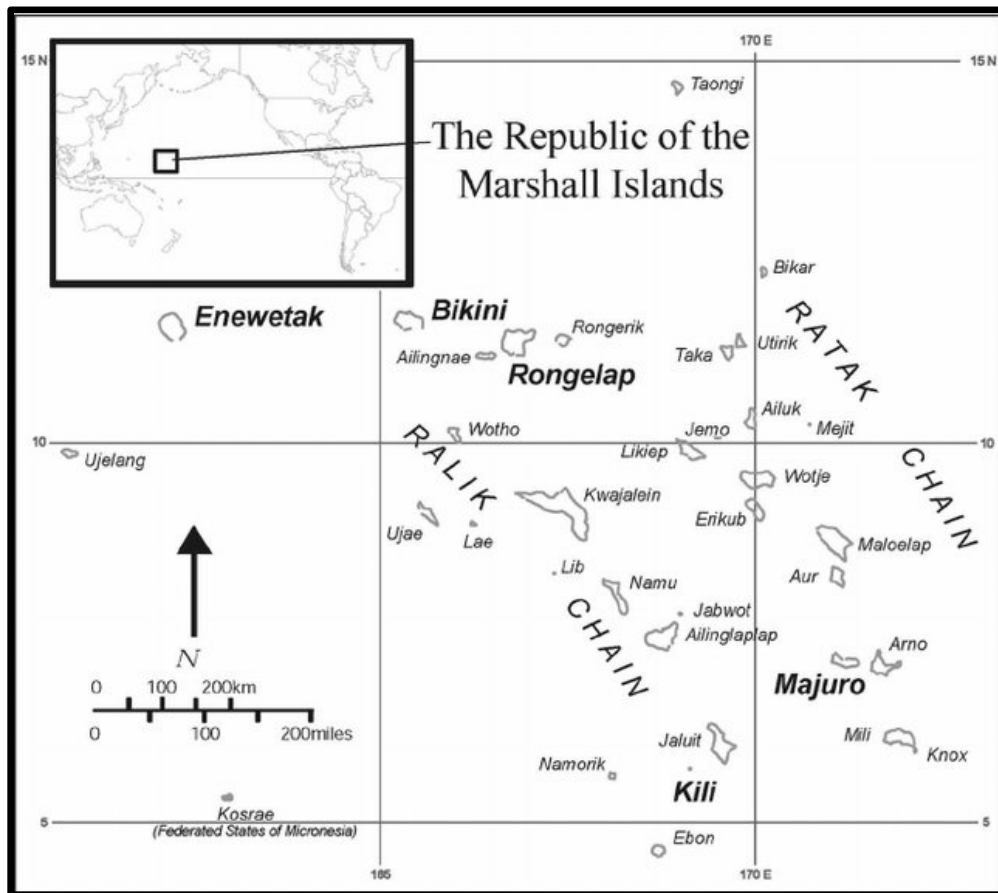 170 E
15 N
15 N
Taongi
The Republic of the
Marshall Islands
Bikar
Enewetak
Bikini
Rongerik
Ailingnae
Rongelap
Taka
Utirik
RATAK
CHAIN
Ailuk
Mejit
Jemo
Likiep
Wotho
10
10
Ujelang
RALIK
CHAIN
Kwajalein
Wotje
Erikub
Ujae
Lae
Maloelap
Aur
Lib
Namu
Jabwot
Ailinglaplap
Arno
Majuro
N
0 100 200km
0 100 200miles
Jaluit
Mili
Knox
Namorik
Kili
Kosrae
(Federated States of Micronesia)
5
5
Ebon
165
170 E